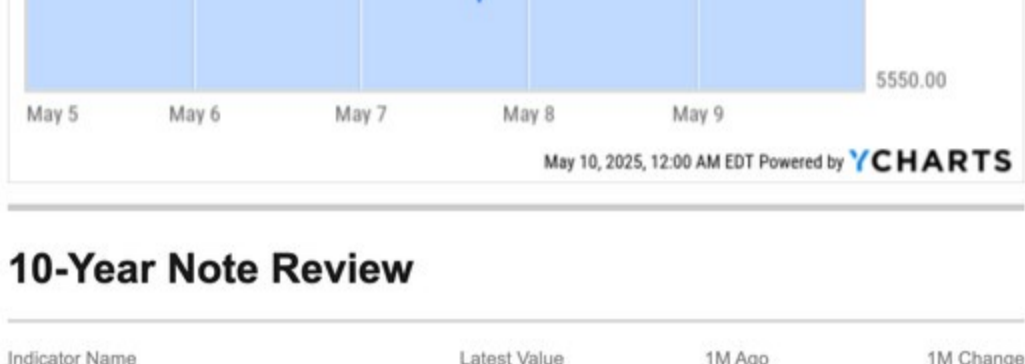 5550.00
May 5 May 6 May 7 May 8 May 9
May 10, 2025, 12:00 AM EDT Powered by YCHARTS
10-Year Note Review
Indicator Name Latest Value 1M Ago 1M Change